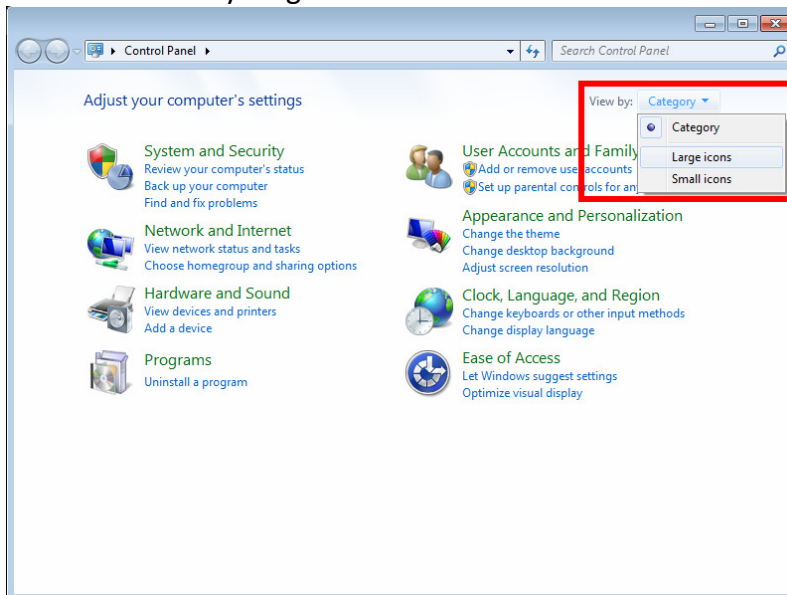 Control Panel
Search Control Panel
Adjust your computer's settings
View by: Category
Category
Large icons
Small icons
System and Security
Review your computer's status
Back up your computer
Find and fix problems
Network and Internet
View network status and tasks
Choose homegroup and sharing options
Hardware and Sound
View devices and printers
Add a device
Programs
Uninstall a program
User Accounts and Family
Add or remove user accounts
Set up parental controls for
Appearance and Personalization
Change the theme
Change desktop background
Adjust screen resolution
Clock, Language, and Region
Change keyboards or other input methods
Change display language
Ease of Access
Let Windows suggest settings
Optimize visual display